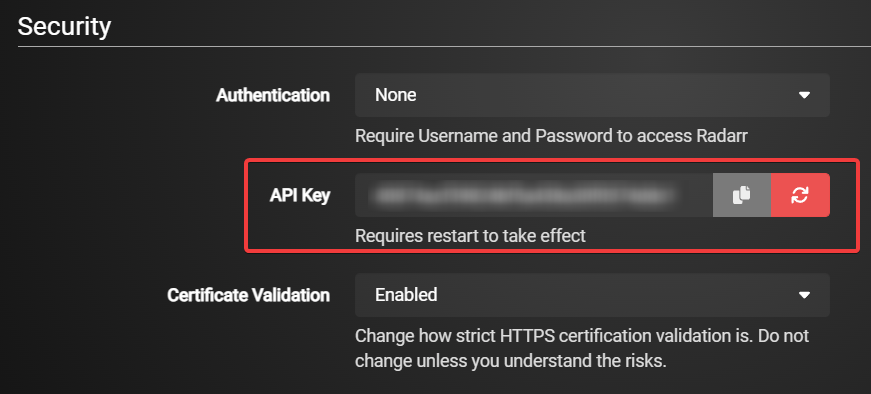 Security
Authentication
None
Require Username and Password to access Radarr
API Key
Requires restart to take effect
Certificate Validation
Enabled
Change how strict HTTPS certification validation is. Do not
change unless you understand the risks.